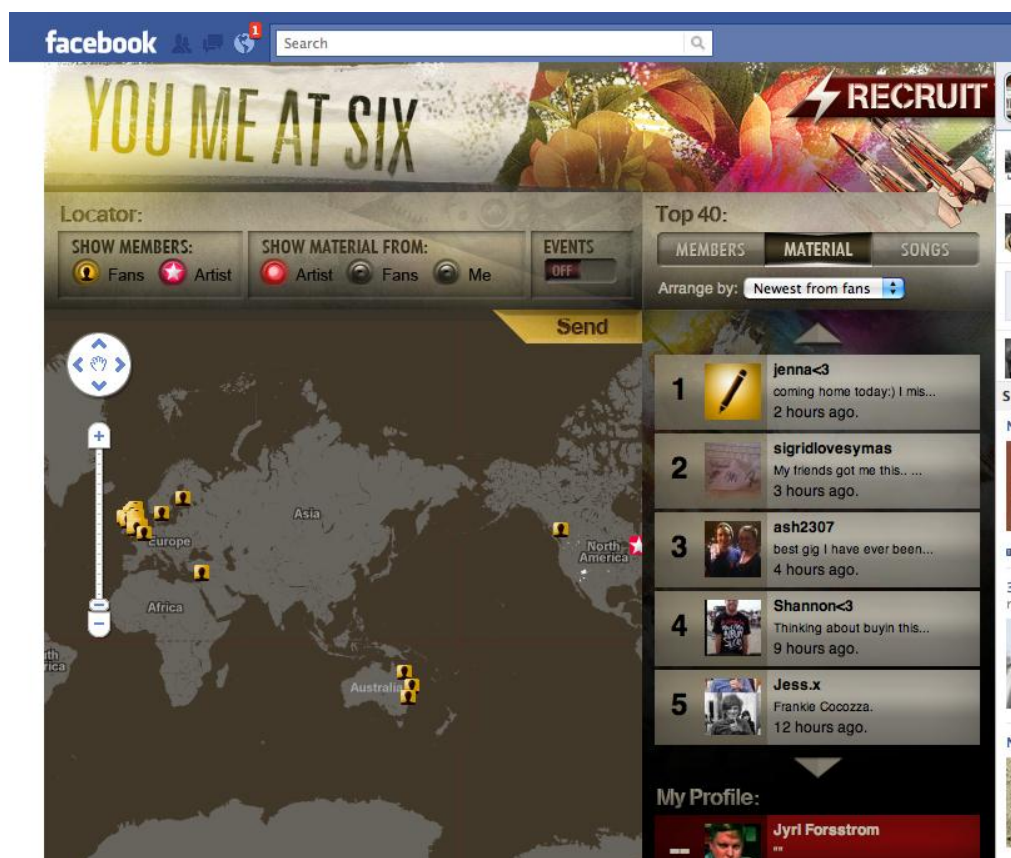 facebook
1
Search
YOU ME AT SIX
RECRUIT
Locator:
SHOW MEMBERS:
Fans
Artist
SHOW MATERIAL FROM:
Artist
Fans
Me
EVENTS
OFF
Top 40:
MEMBERS
MATERIAL
SONGS
Arrange by: Newest from fans
Send
Asia
Europe
Africa
North
America
Australia
1
jenna<3
coming home today:) I mis...
2 hours ago.
2
sigridlovesymas
My friends got me this.. ...
3 hours ago.
3
ash2307
best gig I have ever been...
4 hours ago.
4
Shannon<3
Thinking about buyin this...
9 hours ago.
5
Jess.x
Frankie Cocozza.
12 hours ago.
My Profile:
Jyri Forsstrom
""